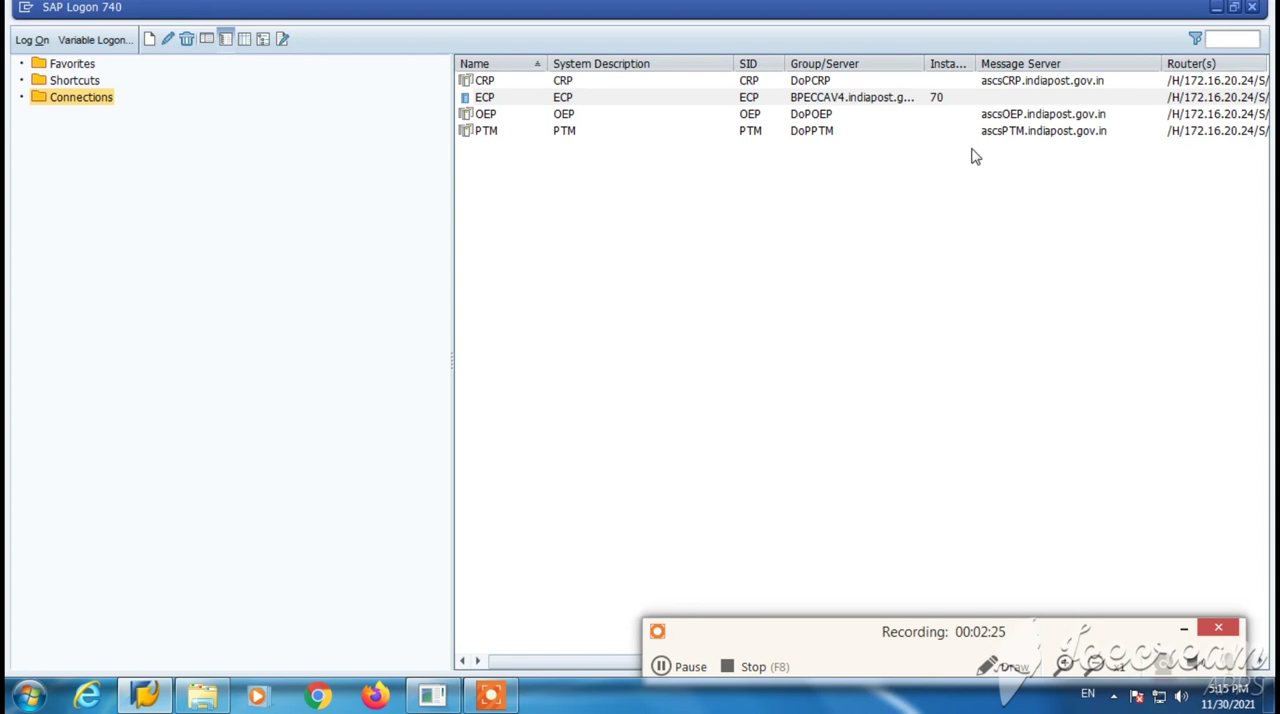 SAP Logon 740
Log On Variable Logon...
Favorites
Shortcuts
Connections
Name System Description SID Group/Server Insta... Message Server Router(s)
CRP CRP CRP DoPCRP ascsCRP.indiapost.gov.in /H/172.16.20.24/S/
ECP ECP ECP BPECCAV4.indiapost.g... 70 /H/172.16.20.24/S/
OEP OEP OEP DoPOEP ascsOEP.indiapost.gov.in /H/172.16.20.24/S/
PTM PTM PTM DoPPTM ascsPTM.indiapost.gov.in /H/172.16.20.24/S/
Recording: 00:02:25
Pause Stop (F8) Draw x1
Icecream
APPS
EN
5:15 PM
11/30/2021